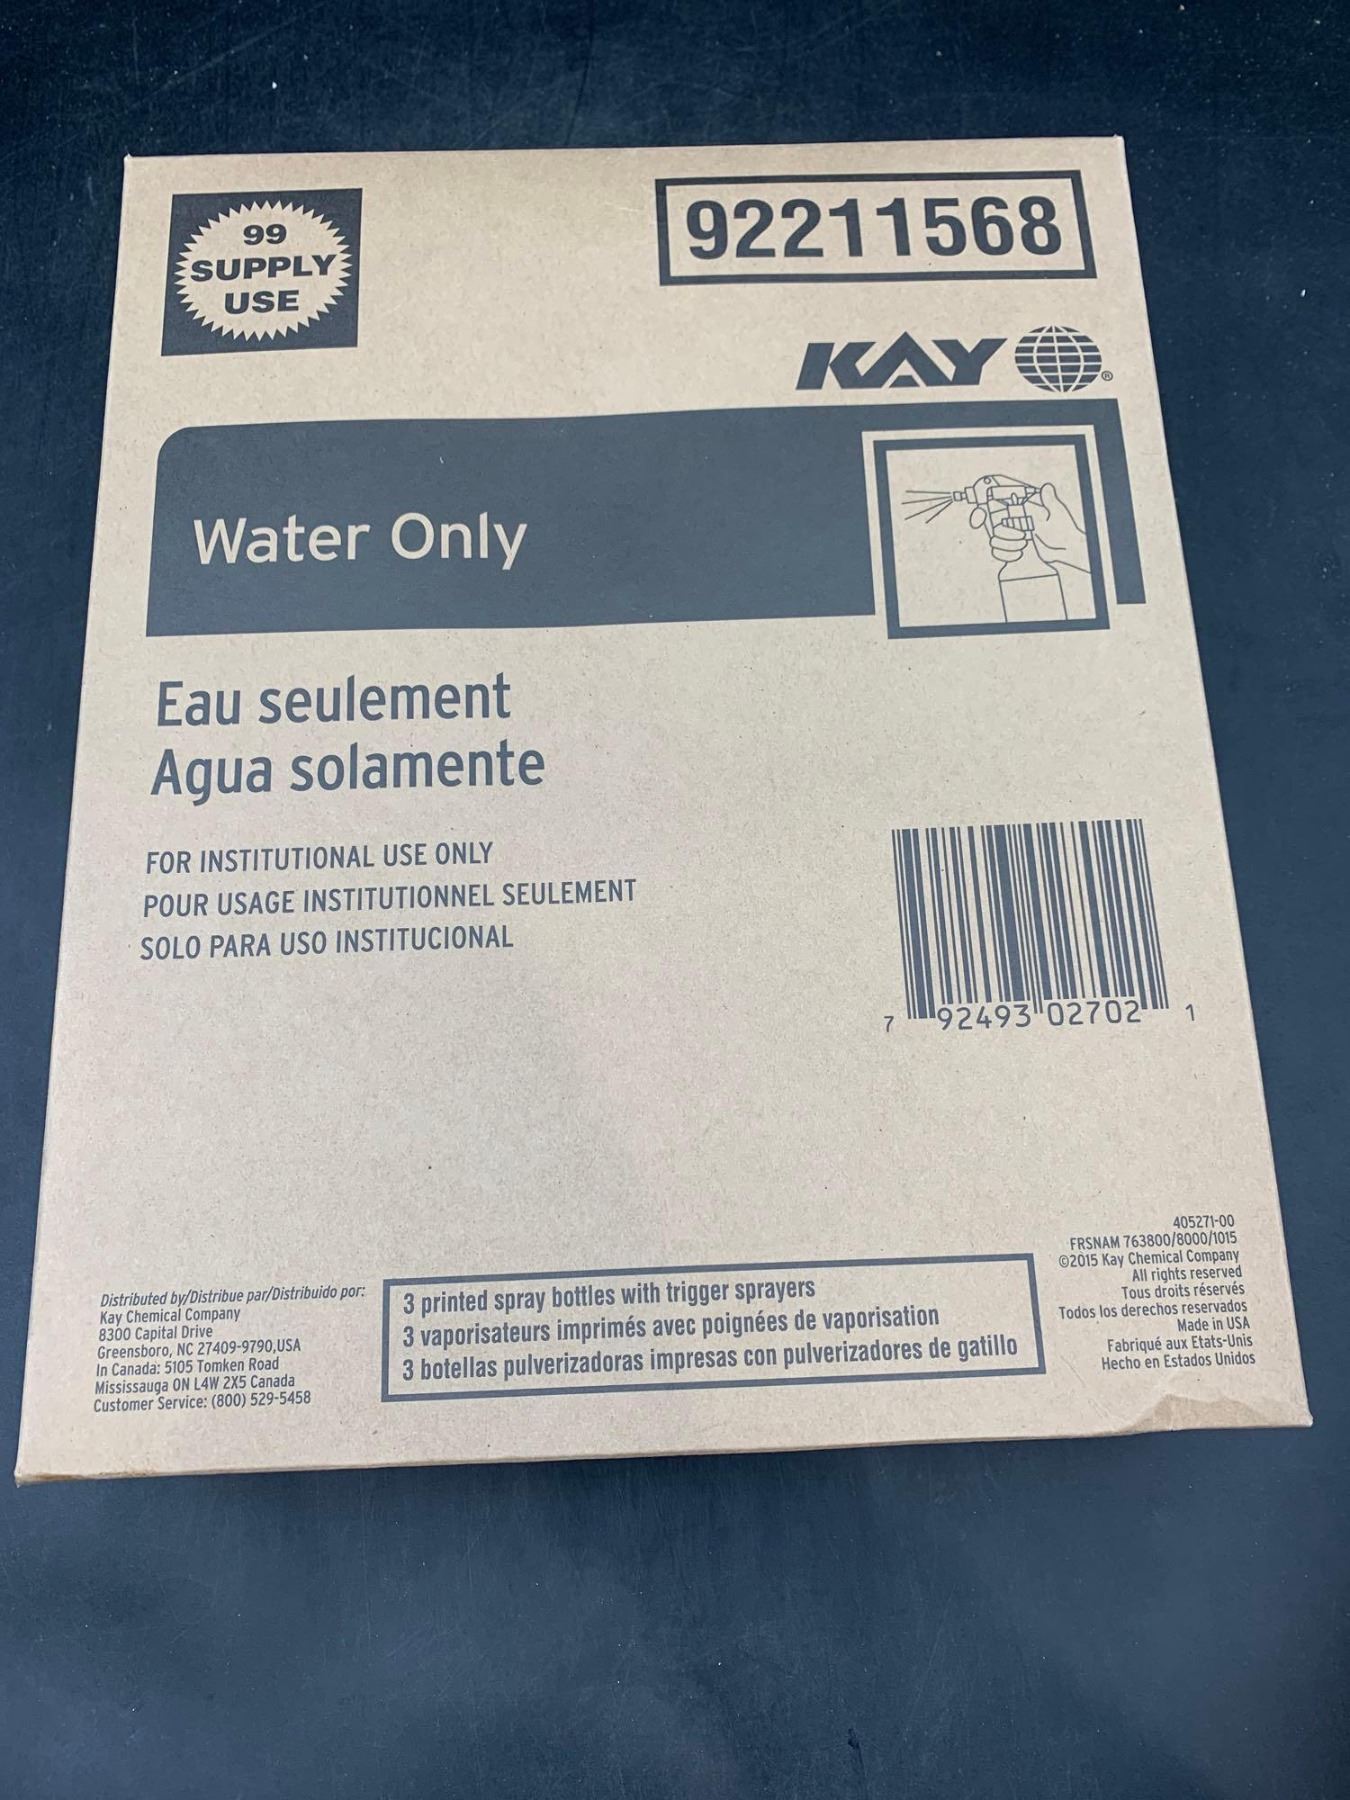 99
SUPPLY
USE
92211568
KAY ®
Water Only
Eau seulement
Agua solamente
FOR INSTITUTIONAL USE ONLY
POUR USAGE INSTITUTIONNEL SEULEMENT
SOLO PARA USO INSTITUCIONAL
7 92493 02702 1
Distributed by/Distribue par/Distribuido por:
Kay Chemical Company
8300 Capital Drive
Greensboro, NC 27409-9790,USA
In Canada: 5105 Tomken Road
Mississauga ON L4W 2X5 Canada
Customer Service: (800) 529-5458
3 printed spray bottles with trigger sprayers
3 vaporisateurs imprimés avec poignées de vaporisation
3 botellas pulverizadoras impresas con pulverizadores de gatillo
405271-00
FRSNAM 763800/8000/1015
©2015 Kay Chemical Company
All rights reserved
Tous droits réservés
Todos los derechos reservados
Made in USA
Fabriqué aux Etats-Unis
Hecho en Estados Unidos